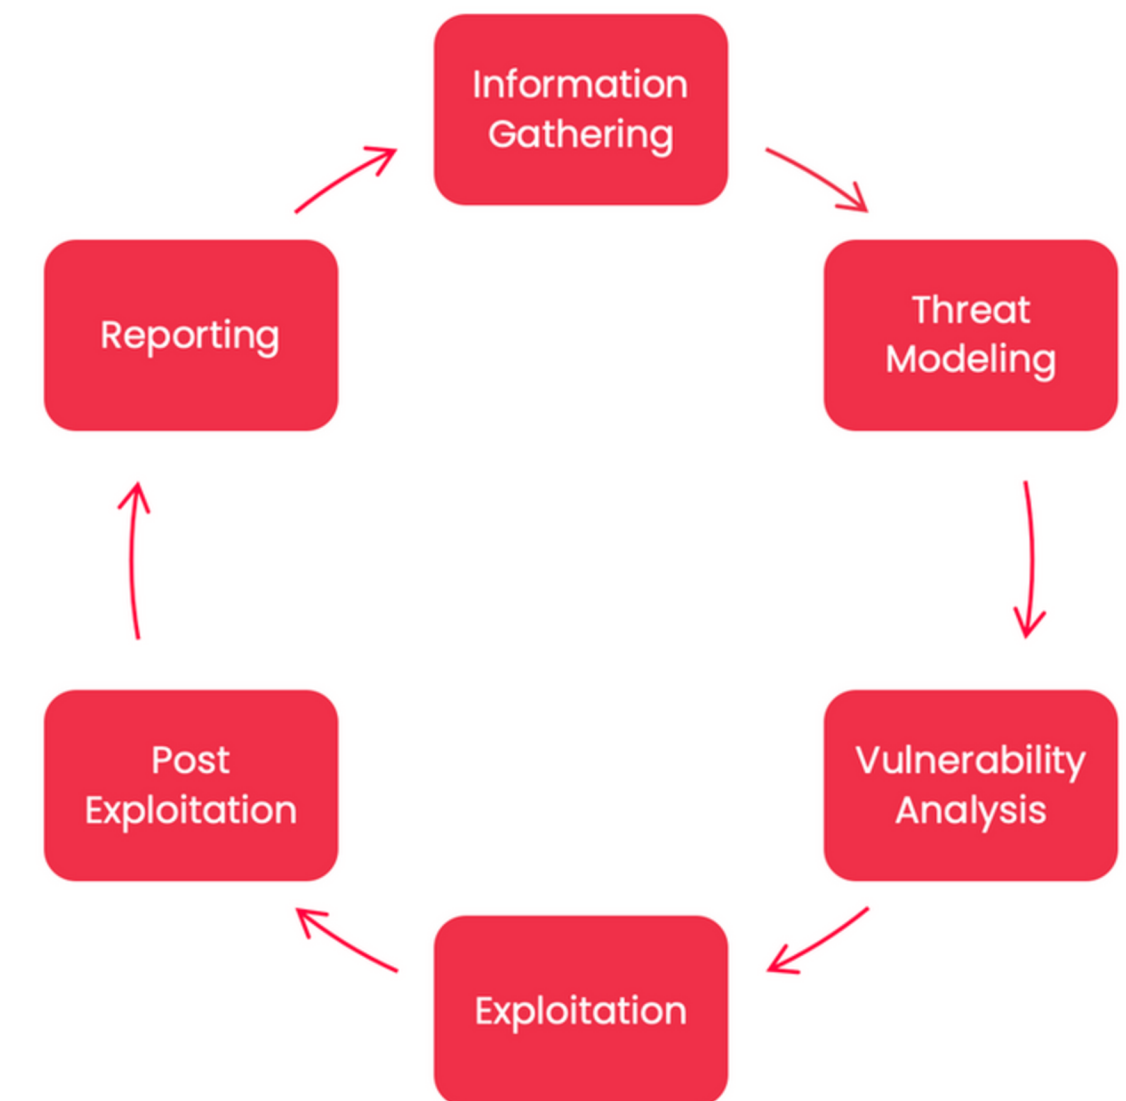 Information
Gathering
Threat
Modeling
Vulnerability
Analysis
Exploitation
Post
Exploitation
Reporting